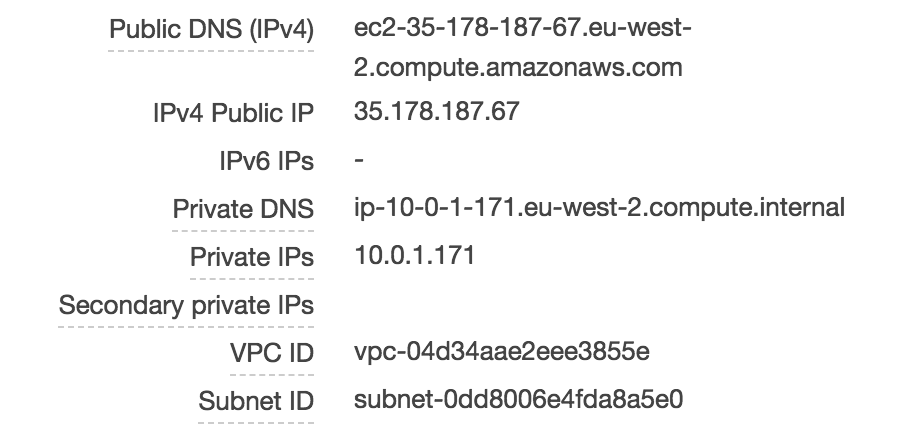 Public DNS (IPv4) ec2-35-178-187-67.eu-west-
2.compute.amazonaws.com
IPv4 Public IP 35.178.187.67
IPv6 IPs -
Private DNS ip-10-0-1-171.eu-west-2.compute.internal
Private IPs 10.0.1.171
Secondary private IPs
VPC ID vpc-04d34aae2eee3855e
Subnet ID subnet-0dd8006e4fda8a5e0